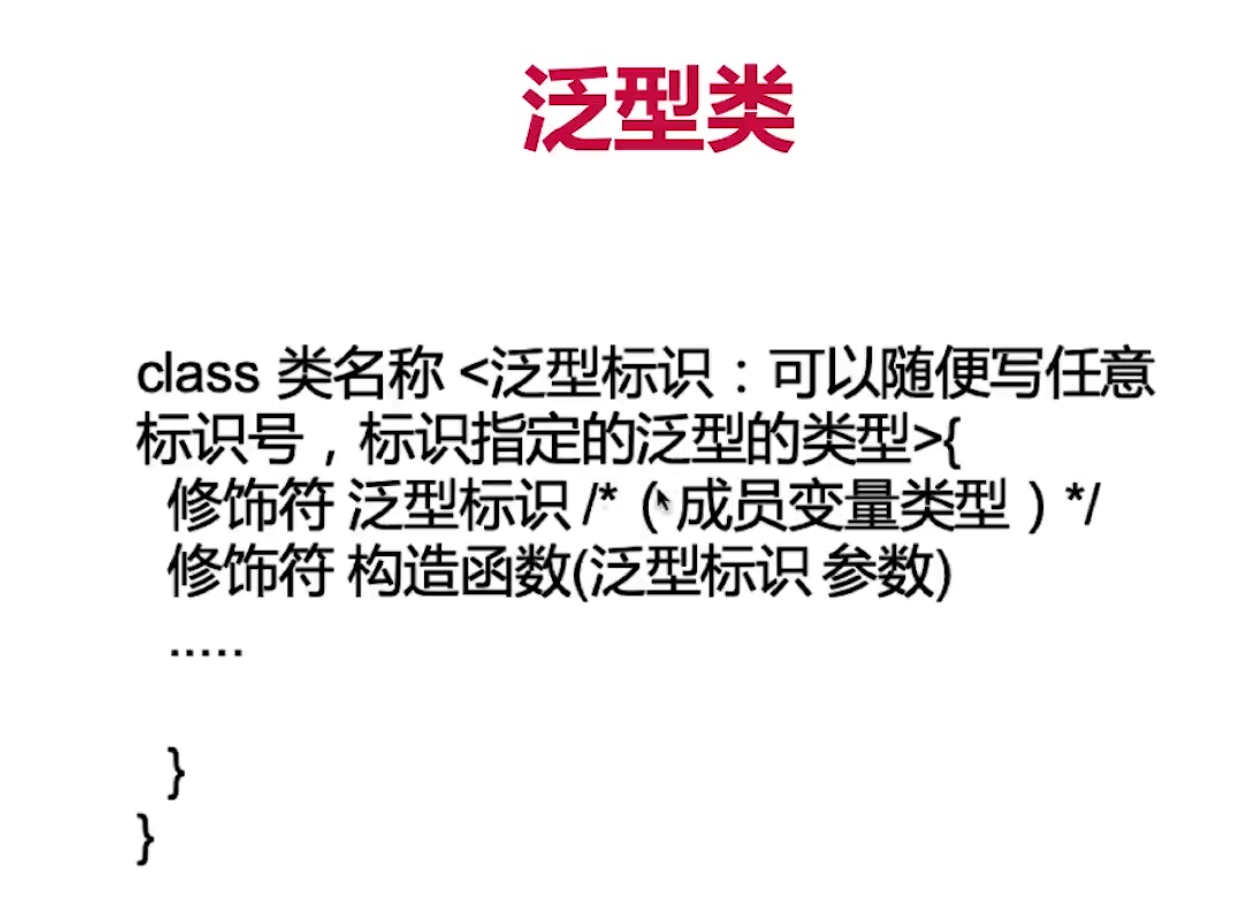 泛型类
class 类名称 <泛型标识：可以随便写任意
标识号，标识指定的泛型的类型>{
修饰符 泛型标识 /*（ 成员变量类型 ）*/
修饰符 构造函数(泛型标识 参数)
.....
}
}